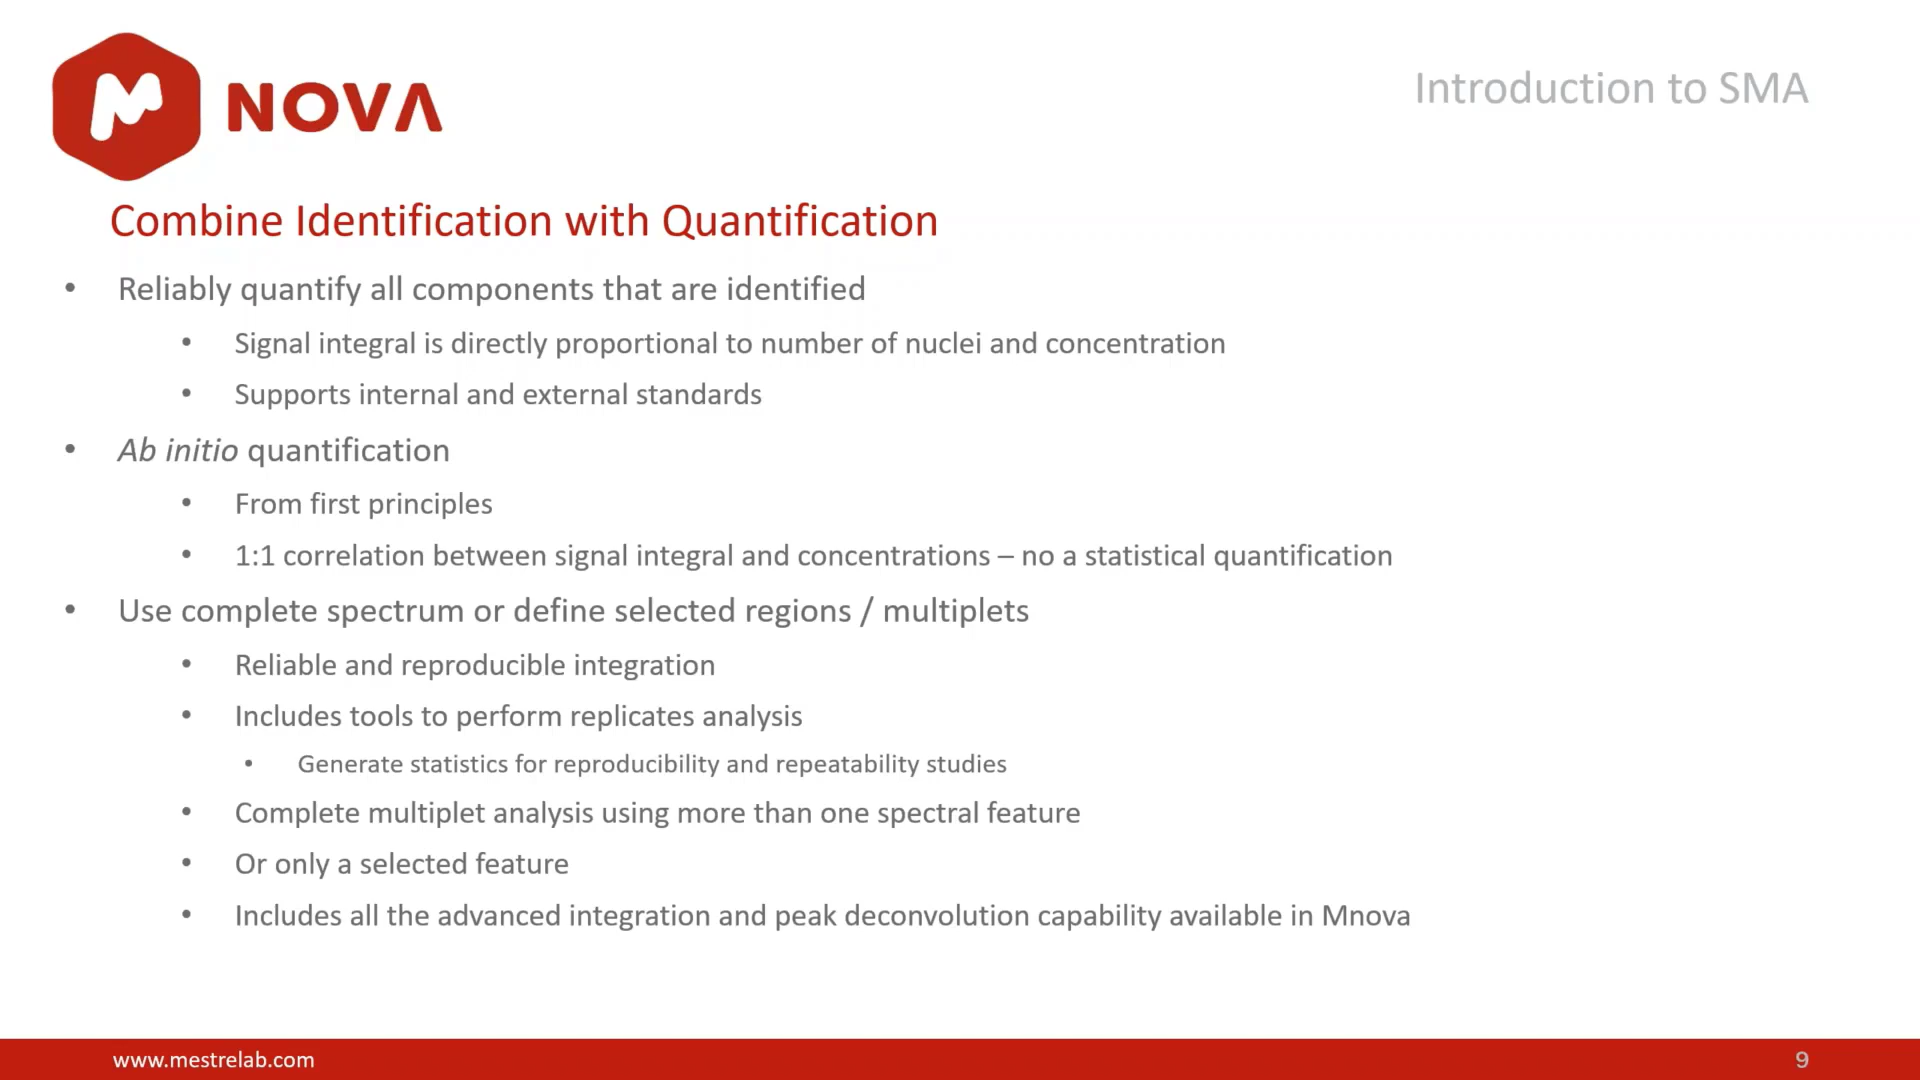 NOVA
Introduction to SMA
Combine Identification with Quantification
• Reliably quantify all components that are identified
• Signal integral is directly proportional to number of nuclei and concentration
• Supports internal and external standards
• Ab initio quantification
• From first principles
• 1:1 correlation between signal integral and concentrations – no a statistical quantification
• Use complete spectrum or define selected regions / multiplets
• Reliable and reproducible integration
• Includes tools to perform replicates analysis
• Generate statistics for reproducibility and repeatability studies
• Complete multiplet analysis using more than one spectral feature
• Or only a selected feature
• Includes all the advanced integration and peak deconvolution capability available in Mnova
www.mestrelab.com
9